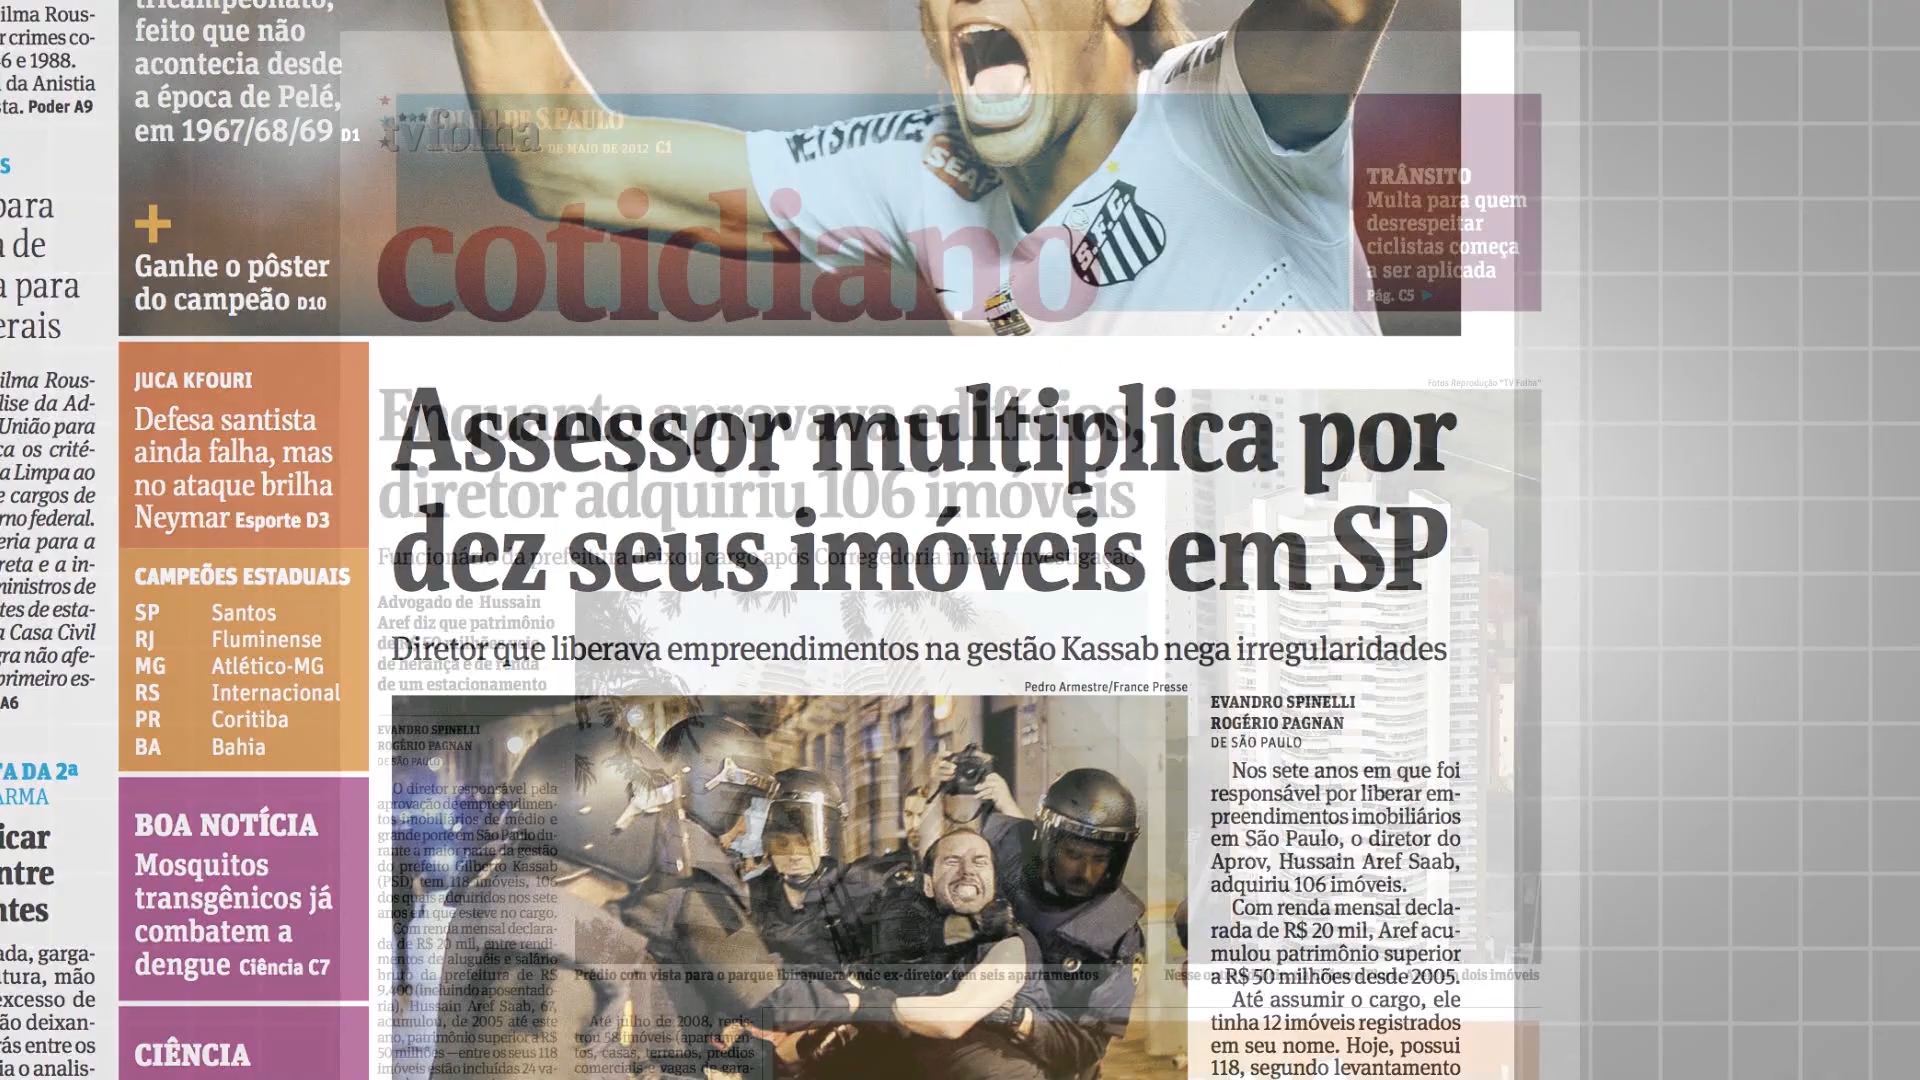 ilma Rous-
r crimes co-
6 e 1988.
da Anistia
sta. Poder A9
para
a de
a para
erais
ilma Rous-
lise da Ad-
União para
ca os crité-
a Limpa ao
e cargos de
rno federal.
eria para a
reta e a in-
ministros de
tes de esta-
a Casa Civil
gra não afe-
primeiro es-
A6
TA DA 2ª
ARMA
icar
ntre
ntes
ada, garga-
utura, mão
excesso de
ão deixan-
rás entre os
ia o analis-
tricampeonato,
feito que não
acontecia desde
a época de Pelé,
em 1967/68/69 D1
+
Ganhe o pôster
do campeão D10
JUCA KFOURI
Defesa santista
ainda falha, mas
no ataque brilha
Neymar Esporte D3
CAMPEÕES ESTADUAIS
SP Santos
RJ Fluminense
MG Atlético-MG
RS Internacional
PR Coritiba
BA Bahia
BOA NOTÍCIA
Mosquitos
transgênicos já
combatem a
dengue Ciência C7
CIÊNCIA
tvfolha
FOLHA DE S.PAULO
DE MAIO DE 2012 C1
SEARA
S.F.C.
cotidiano
TRÂNSITO
Multa para quem
desrespeitar
ciclistas começa
a ser aplicada
Pág. C5
Fotos Reprodução "TV Folha"
Enquanto aprovava edifícios,
diretor adquiriu 106 imóveis
Funcionário da prefeitura deixou cargo após Corregedoria iniciar investigação
Advogado de Hussain
Aref diz que patrimônio
de herança e de renda
de um estacionamento
EVANDRO SPINELLI
ROGÉRIO PAGNAN
DE SÃO PAULO
O diretor responsável pela
aprovação de empreendimen-
tos imobiliários de médio e
grande porte em São Paulo du-
rante a maior parte da gestão
do prefeito Gilberto Kassab
(PSD) tem 118 imóveis, 106
dos quais adquiridos nos sete
anos em que esteve no cargo.
Com renda mensal declara-
da de R$ 20 mil, entre rendi-
mentos de aluguéis e salário
bruto da prefeitura de R$
9.400 (incluindo aposentado-
ria), Hussain Aref Saab, 67,
acumulou, de 2005 até este
ano, patrimônio superior a R$
50 milhões —entre os seus 118
imóveis estão incluídas 24 va-
Prédio com vista para o parque Ibirapuera onde ex-diretor tem seis apartamentos
Até julho de 2008, regis-
trou 58 imóveis (apartamen-
tos, casas, terrenos, prédios
comerciais e vagas de gara-
dois imóveis
Assessor multiplica por
dez seus imóveis em SP
Diretor que liberava empreendimentos na gestão Kassab nega irregularidades
Pedro Armestre/France Presse
EVANDRO SPINELLI
ROGÉRIO PAGNAN
DE SÃO PAULO
Nos sete anos em que foi
responsável por liberar em-
preendimentos imobiliários
em São Paulo, o diretor do
Aprov, Hussain Aref Saab,
adquiriu 106 imóveis.
Com renda mensal decla-
rada de R$ 20 mil, Aref acu-
mulou patrimônio superior
a R$ 50 milhões desde 2005.
Até assumir o cargo, ele
tinha 12 imóveis registrados
em seu nome. Hoje, possui
118, segundo levantamento